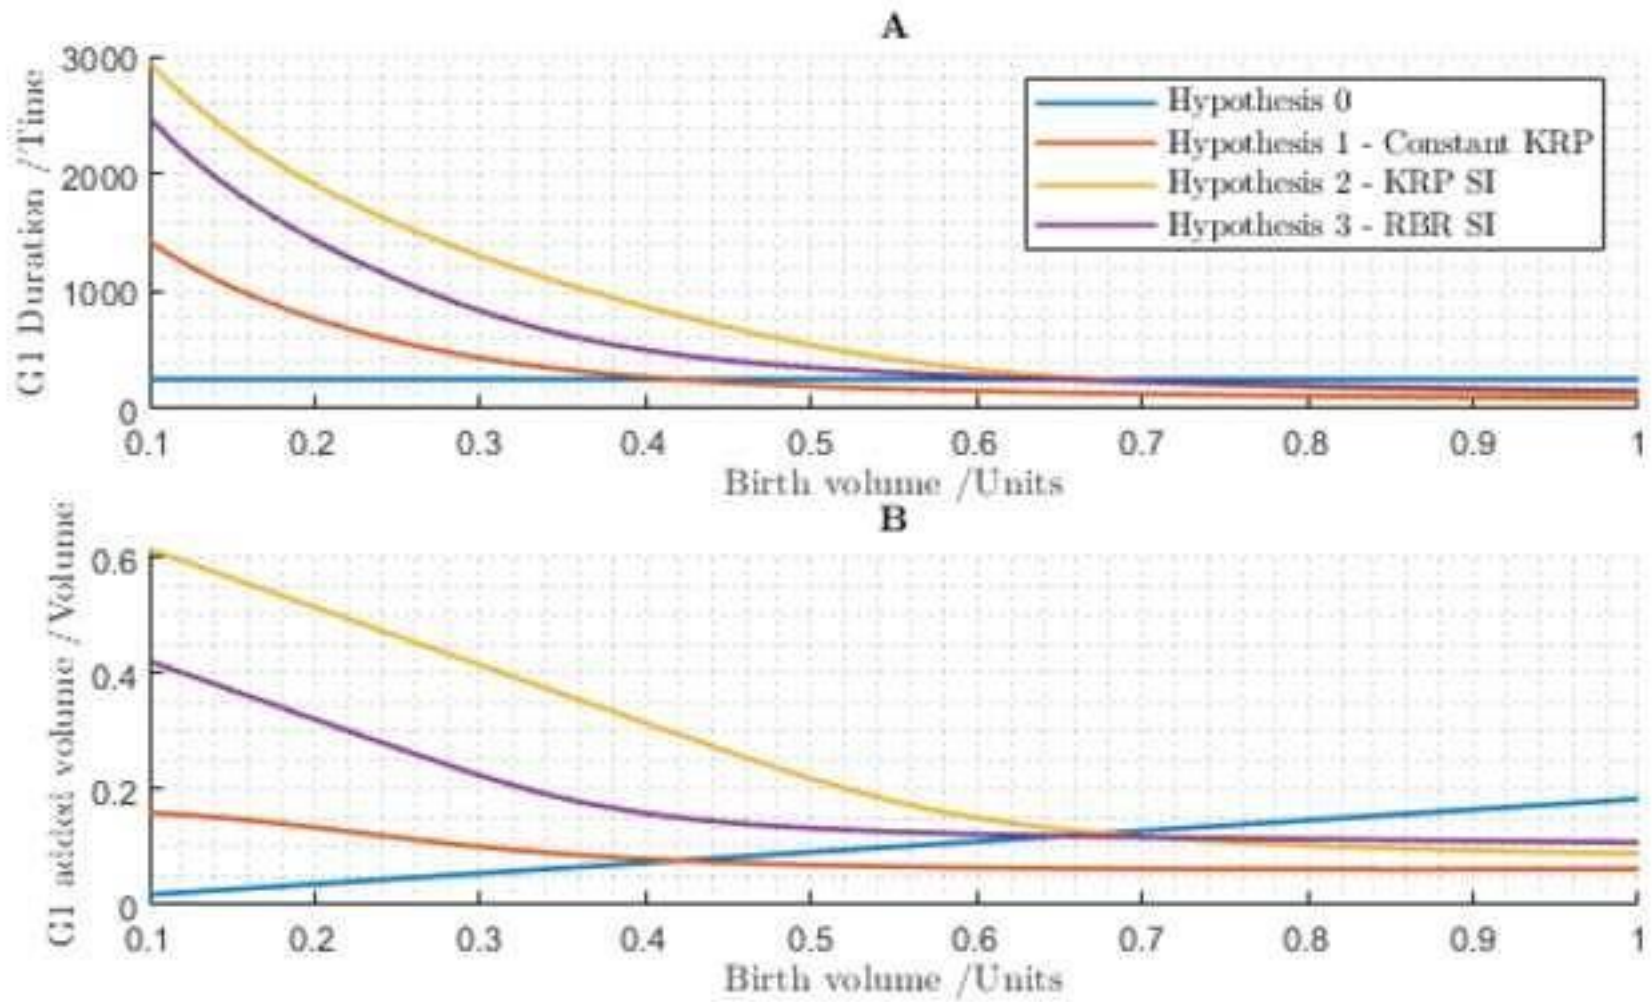 A
3000
2000
1000
0
G1 Duration /Time
Hypothesis 0
Hypothesis 1 - Constant KRP
Hypothesis 2 - KRP SI
Hypothesis 3 - RBR SI
0.1 0.2 0.3 0.4 0.5 0.6 0.7 0.8 0.9 1
Birth volume /Units
B
0.6
0.4
0.2
0
G1 added volume /Volume
0.1 0.2 0.3 0.4 0.5 0.6 0.7 0.8 0.9 1
Birth volume /Units